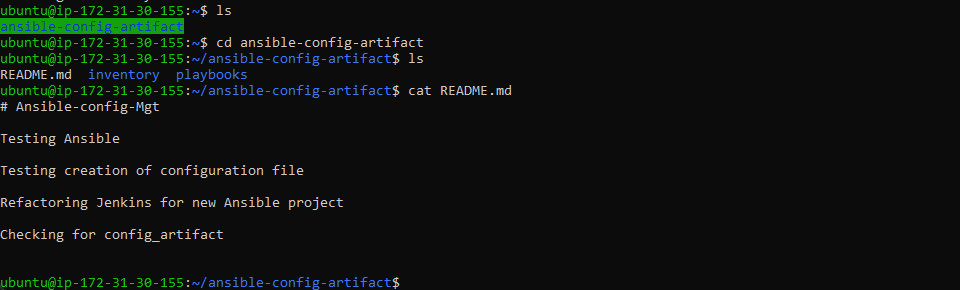 ubuntu@ip-172-31-30-155:~$ ls
ansible-config-artifact
ubuntu@ip-172-31-30-155:~$ cd ansible-config-artifact
ubuntu@ip-172-31-30-155:~/ansible-config-artifact$ ls
README.md  inventory  playbooks
ubuntu@ip-172-31-30-155:~/ansible-config-artifact$ cat README.md
# Ansible-config-Mgt
Testing Ansible
Testing creation of configuration file
Refactoring Jenkins for new Ansible project
Checking for config_artifact
ubuntu@ip-172-31-30-155:~/ansible-config-artifact$